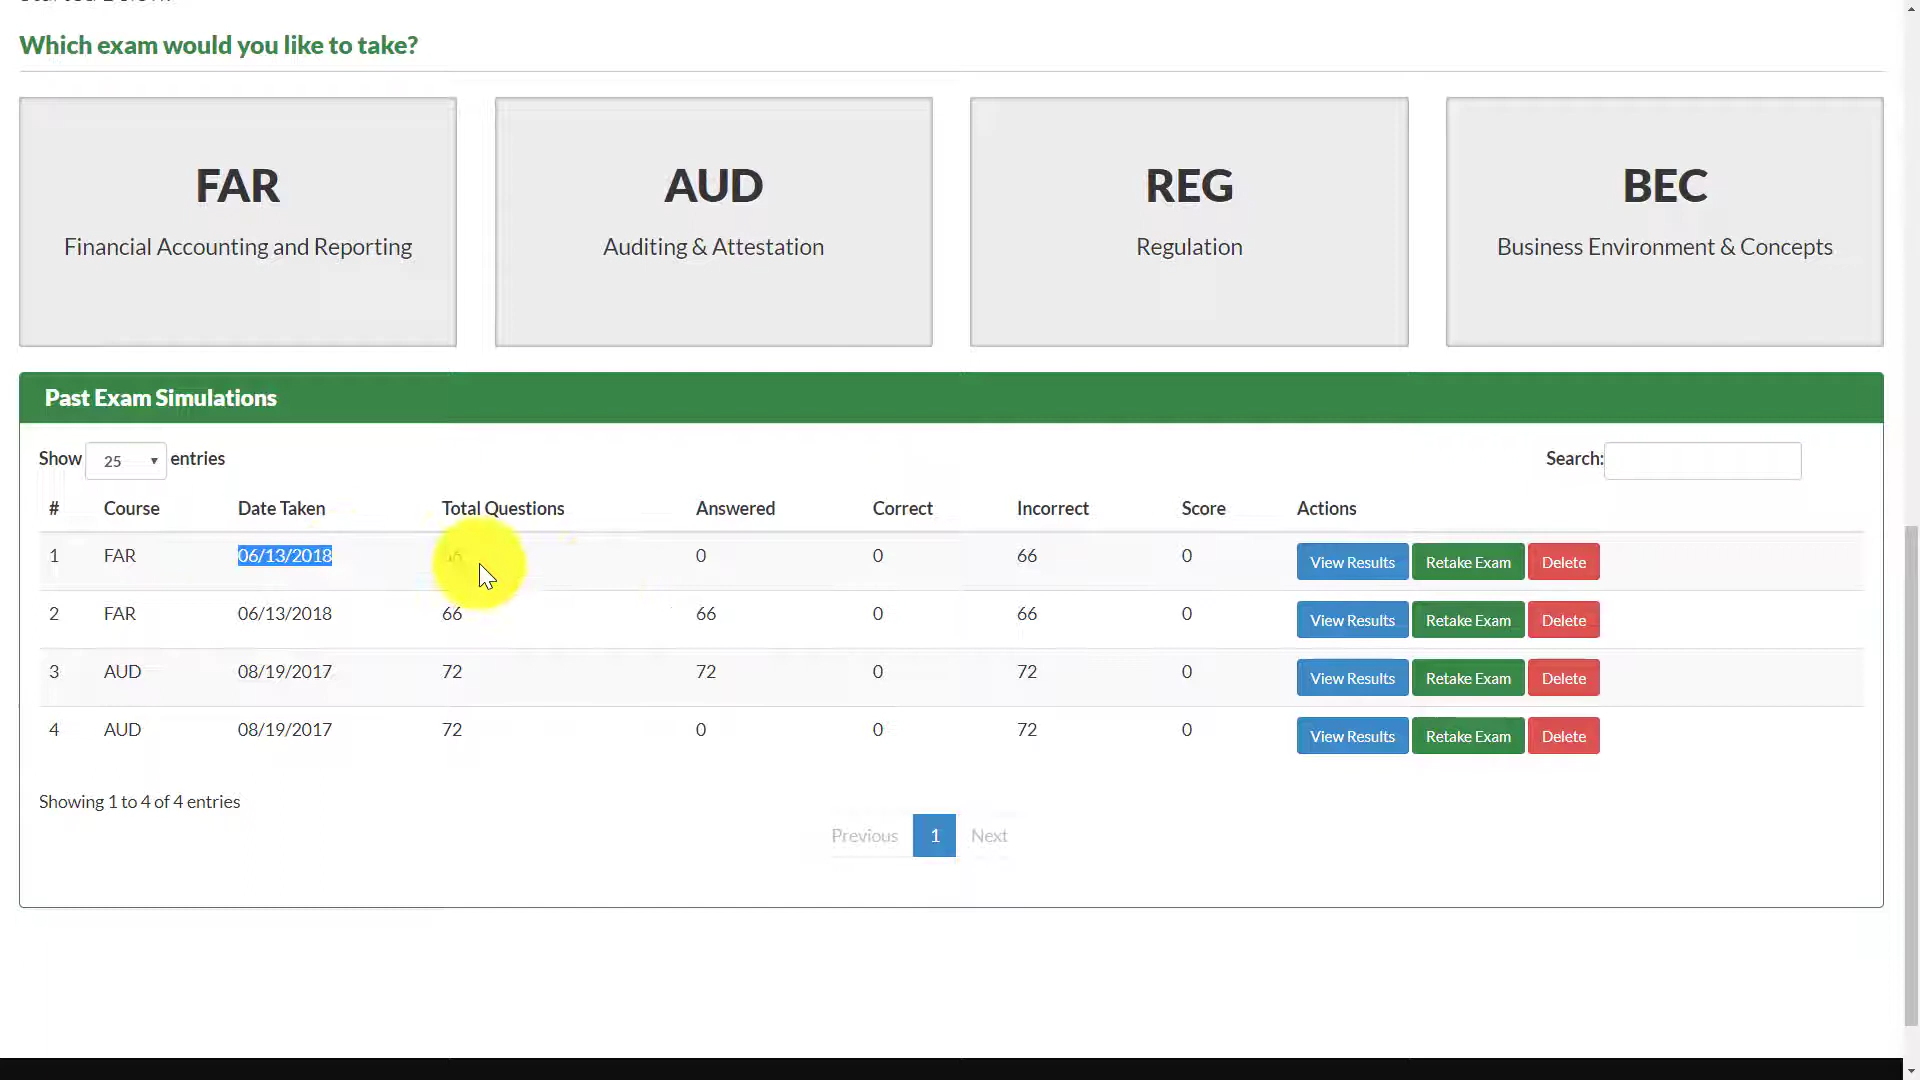 Which exam would you like to take?
FAR
Financial Accounting and Reporting
AUD
Auditing & Attestation
REG
Regulation
BEC
Business Environment & Concepts
Past Exam Simulations
Show 25 entries
Search:
# Course Date Taken Total Questions Answered Correct Incorrect Score Actions
1 FAR 06/13/2018 0 0 66 0 View Results Retake Exam Delete
2 FAR 06/13/2018 66 66 0 66 0 View Results Retake Exam Delete
3 AUD 08/19/2017 72 72 0 72 0 View Results Retake Exam Delete
4 AUD 08/19/2017 72 0 0 72 0 View Results Retake Exam Delete
Showing 1 to 4 of 4 entries
Previous 1 Next